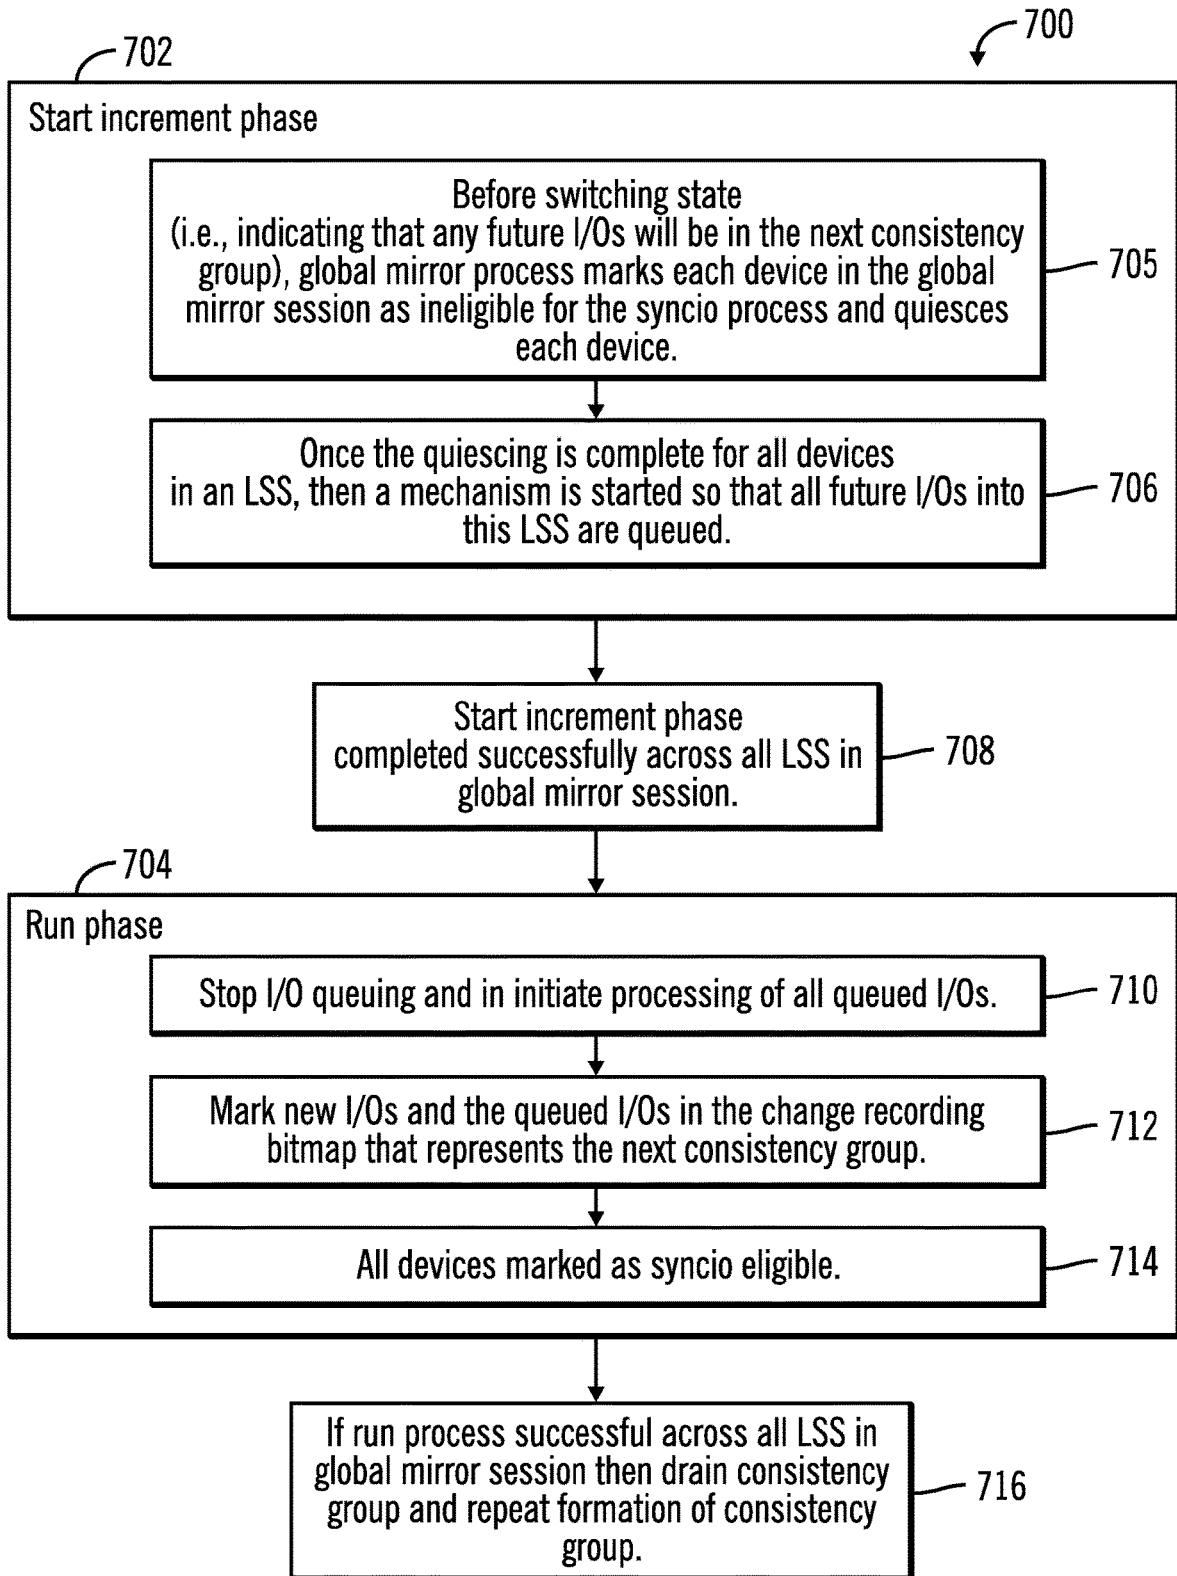 700
702
Start increment phase
Before switching state
(i.e., indicating that any future I/Os will be in the next consistency
group), global mirror process marks each device in the global
mirror session as ineligible for the syncio process and quiesces
each device.
705
Once the quiescing is complete for all devices
in an LSS, then a mechanism is started so that all future I/Os into
this LSS are queued.
706
Start increment phase
completed successfully across all LSS in
global mirror session.
708
704
Run phase
Stop I/O queuing and in initiate processing of all queued I/Os.
710
Mark new I/Os and the queued I/Os in the change recording
bitmap that represents the next consistency group.
712
All devices marked as syncio eligible.
714
If run process successful across all LSS in
global mirror session then drain consistency
group and repeat formation of consistency
group.
716